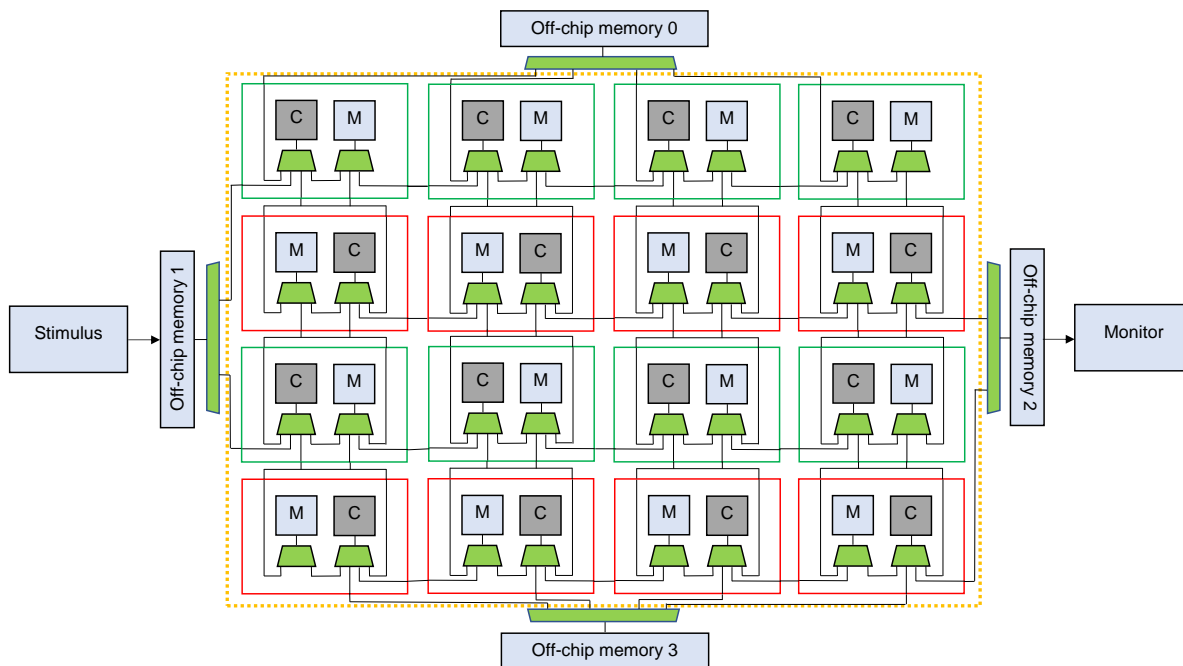 Off-chip memory 0
C M C M C M C M
M C M C M C M C
Off-chip memory 1
Off-chip memory 2
Stimulus
Monitor
C M C M C M C M
M C M C M C M C
Off-chip memory 3